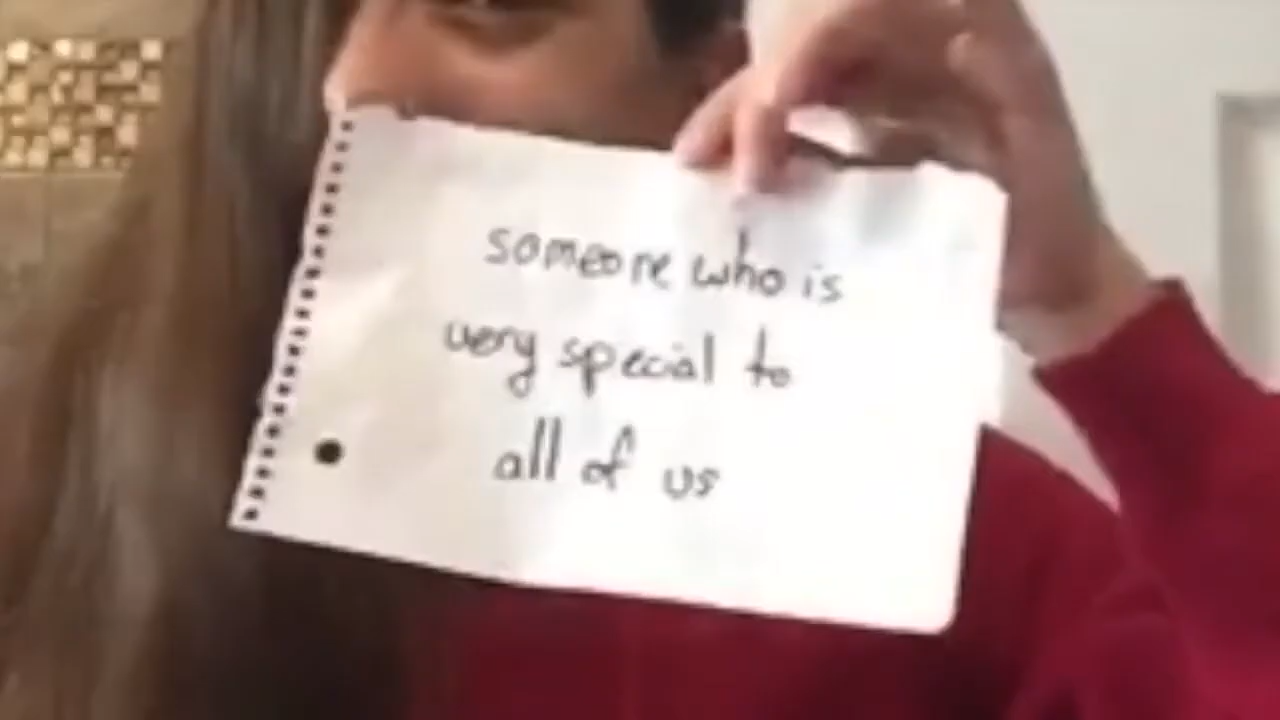 someone who is
very special to
all of us